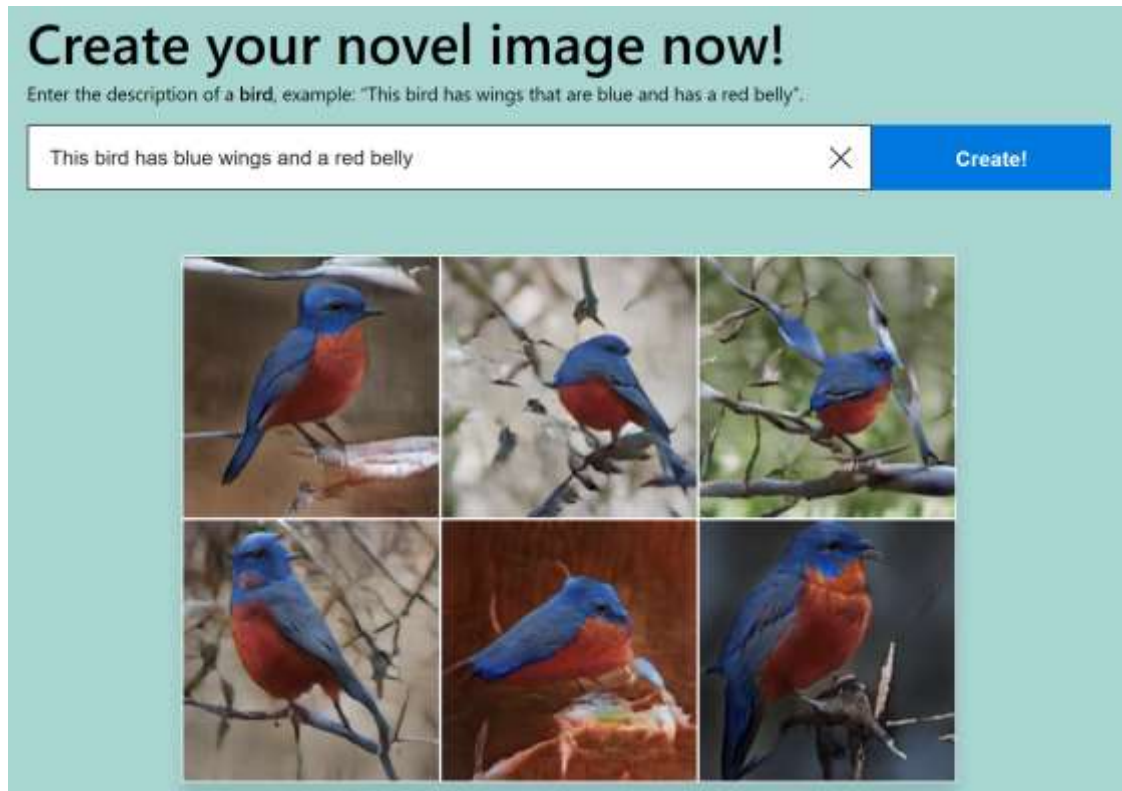 Create your novel image now!
Enter the description of a bird, example: "This bird has wings that are blue and has a red belly".
This bird has blue wings and a red belly
Create!